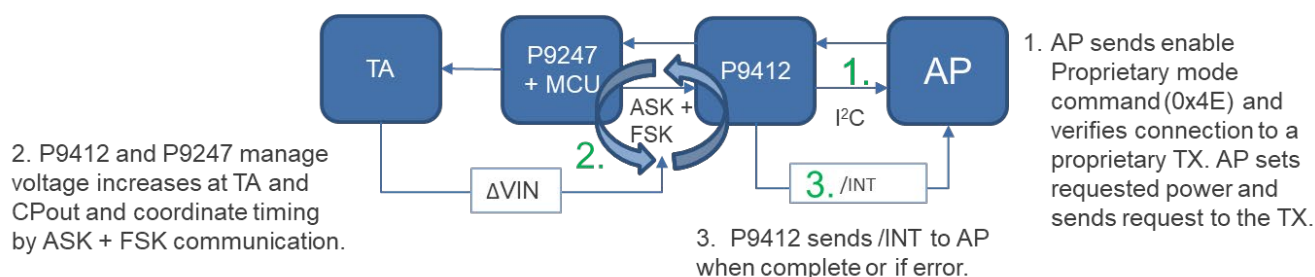 TA
P9247
+ MCU
P9412
AP
ASK +
FSK
1.
I²C
2.
ΔVIN
3. /INT
1. AP sends enable
Proprietary mode
command (0x4E) and
verifies connection to a
proprietary TX. AP sets
requested power and
sends request to the TX.
2. P9412 and P9247 manage
voltage increases at TA and
CPout and coordinate timing
by ASK + FSK communication.
3. P9412 sends /INT to AP
when complete or if error.